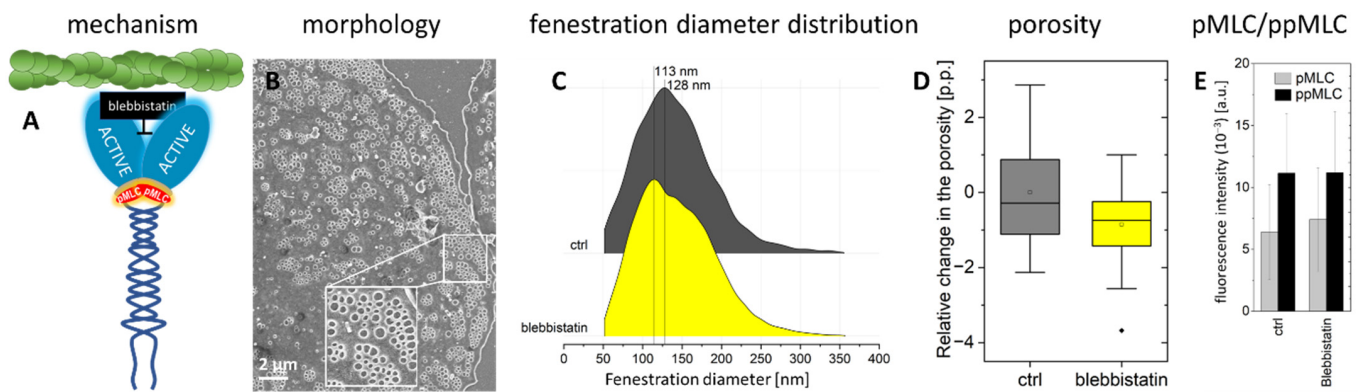 mechanism
morphology
fenestration diameter distribution
porosity
pMLC/ppMLC
A
blebbistatin
ACTIVE
ACTIVE
pMLC
pMLC
B
2 µm
C
113 nm
128 nm
ctrl
blebbistatin
0 50 100 150 200 250 300 350 400
Fenestration diameter [nm]
D
Relative change in the porosity [p.p.]
2
0
−2
−4
ctrl
blebbistatin
E
pMLC
ppMLC
fluorescence intensity (10⁻³) [a.u.]
20
15
10
5
0
ctrl
Blebbistatin